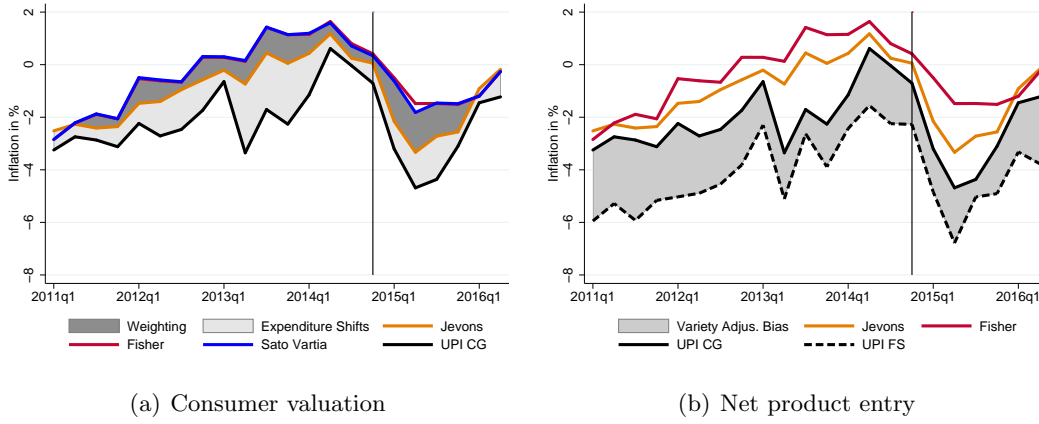 2
0
-2
-4
-6
-8
Inflation in %
2011q1 2012q1 2013q1 2014q1 2015q1 2016q1
Weighting Expenditure Shifts Jevons
Fisher Sato Vartia UPI CG
(a) Consumer valuation
2
0
-2
-4
-6
-8
Inflation in %
2011q1 2012q1 2013q1 2014q1 2015q1 2016q1
Variety Adjus. Bias Jevons Fisher
UPI CG UPI FS
(b) Net product entry